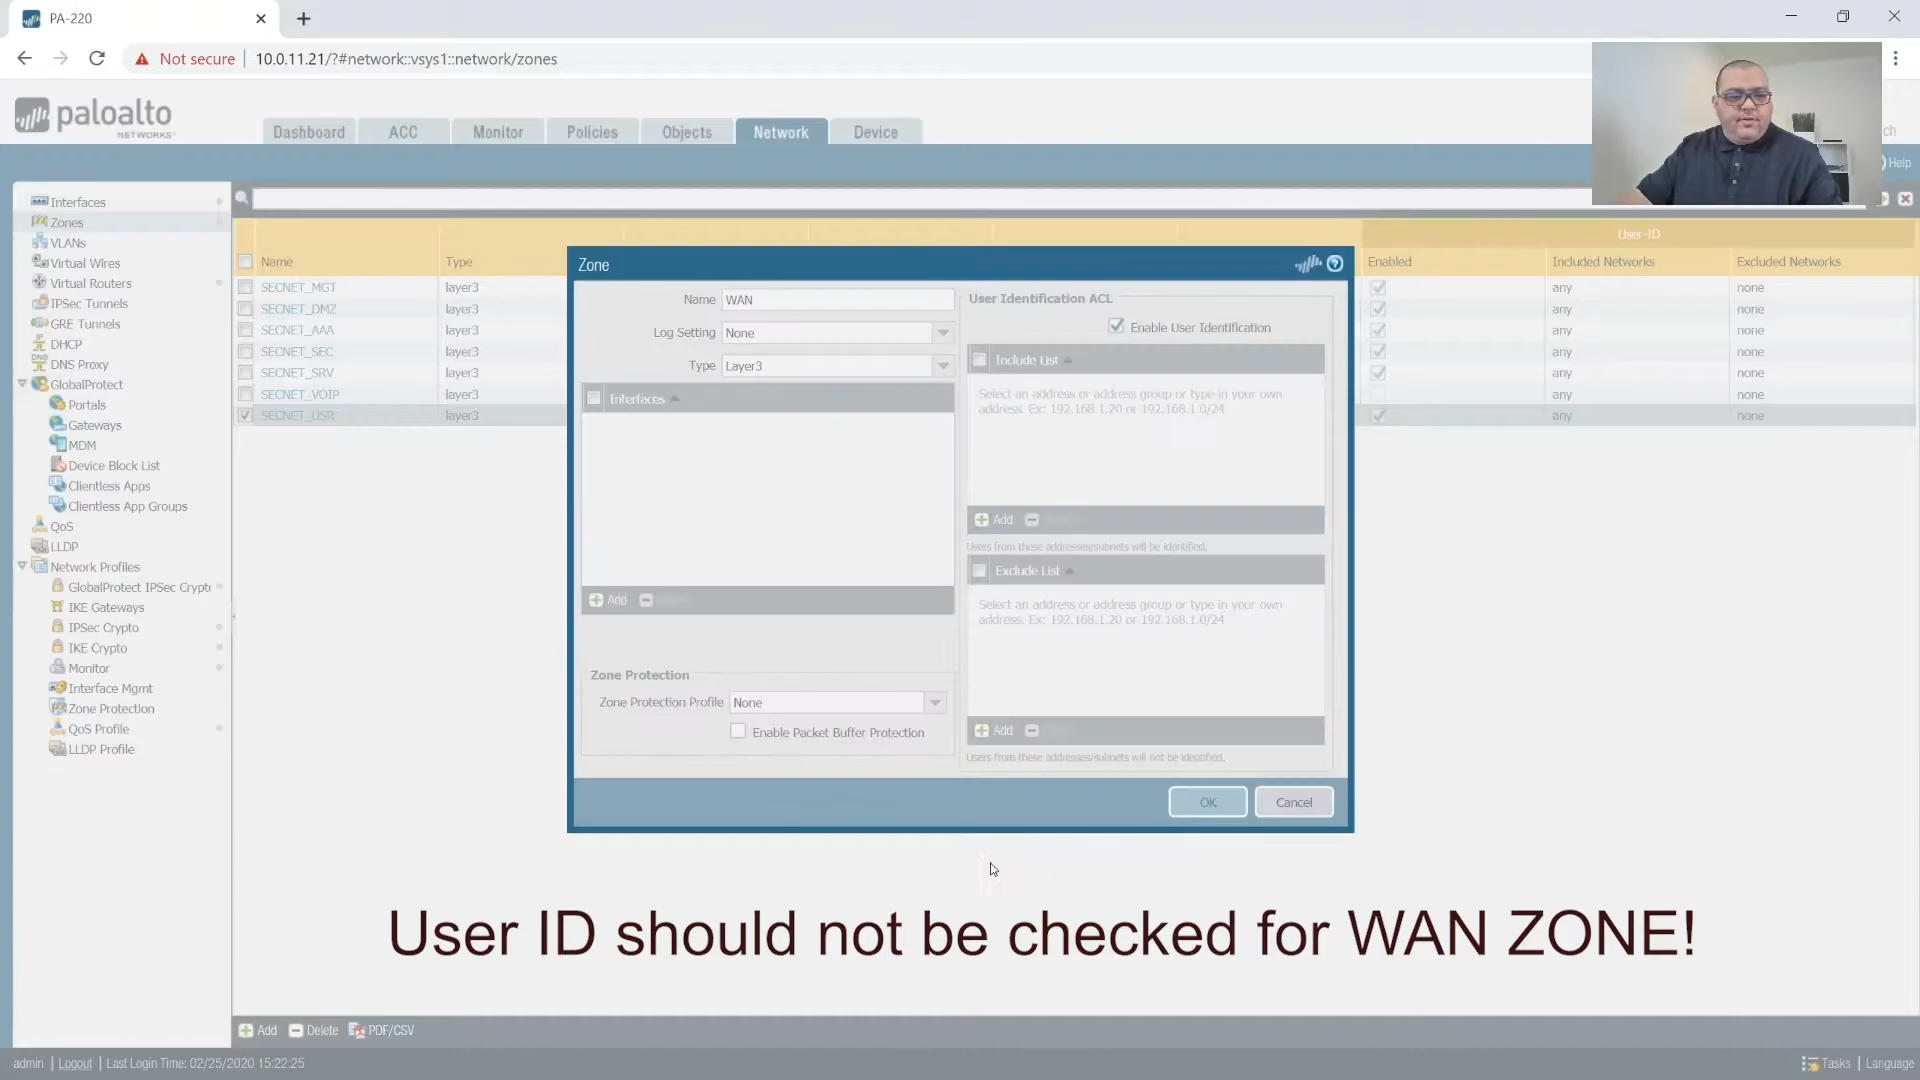 PA-220
Not secure
10.0.11.21/?#network::vsys1::network/zones
paloalto
NETWORKS
Dashboard
ACC
Monitor
Policies
Objects
Network
Device
Help
Interfaces
Zones
VLANs
Virtual Wires
Virtual Routers
IPSec Tunnels
GRE Tunnels
DHCP
DNS Proxy
GlobalProtect
Portals
Gateways
MDM
Device Block List
Clientless Apps
Clientless App Groups
QoS
LLDP
Network Profiles
GlobalProtect IPSec Crypto
IKE Gateways
IPSec Crypto
IKE Crypto
Monitor
Interface Mgmt
Zone Protection
QoS Profile
LLDP Profile
User-ID
Name Type Enabled Included Networks Excluded Networks
SECNET_MGT layer3 any none
SECNET_DMZ layer3 any none
SECNET_AAA layer3 any none
SECNET_SEC layer3 any none
SECNET_SRV layer3 any none
SECNET_VOIP layer3 any none
SECNET_USR layer3 any none
Zone
Name WAN
Log Setting None
Type Layer3
Interfaces
Add
Zone Protection
Zone Protection Profile None
Enable Packet Buffer Protection
User Identification ACL
Enable User Identification
Include List
Select an address or address group or type in your own
address. Ex: 192.168.1.20 or 192.168.1.0/24
Add
Users from these addresses/subnets will be identified.
Exclude List
Select an address or address group or type in your own
address. Ex: 192.168.1.20 or 192.168.1.0/24
Add
Users from these addresses/subnets will not be identified.
OK
Cancel
User ID should not be checked for WAN ZONE!
Add Delete PDF/CSV
admin | Logout | Last Login Time: 02/25/2020 15:22:25
Tasks | Language